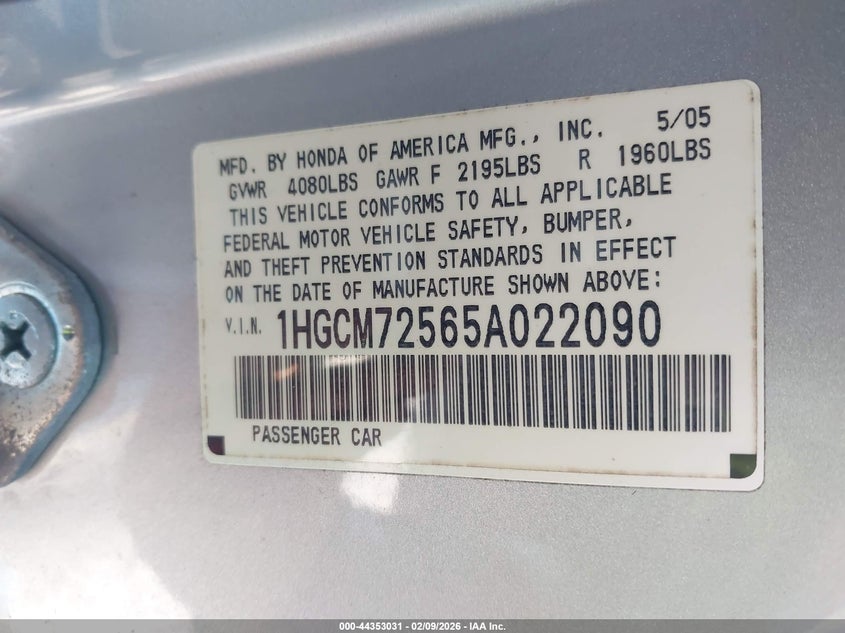 MFD. BY HONDA OF AMERICA MFG., INC. 5/05
GVWR 4080LBS GAWR F 2195LBS R 1960LBS
THIS VEHICLE CONFORMS TO ALL APPLICABLE
FEDERAL MOTOR VEHICLE SAFETY, BUMPER,
AND THEFT PREVENTION STANDARDS IN EFFECT
ON THE DATE OF MANUFACTURE SHOWN ABOVE:
V.I.N. 1HGCM72565A022090
PASSENGER CAR
000-44353031 | 02/09/2026 | IAA Inc.